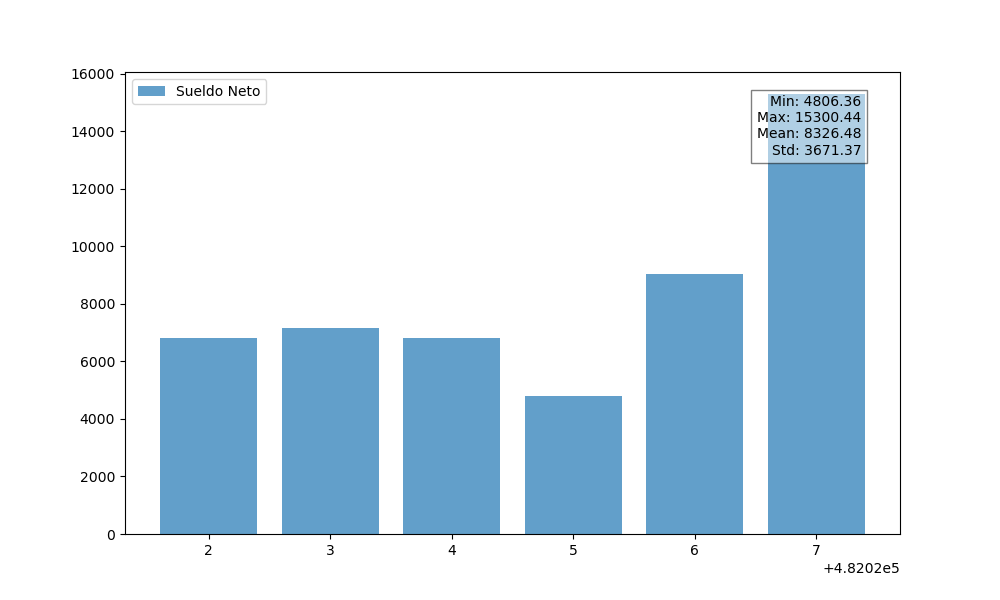 16000
14000
12000
10000
8000
6000
4000
2000
0
Sueldo Neto
Min: 4806.36
Max: 15300.44
Mean: 8326.48
Std: 3671.37
2 3 4 5 6 7
+4.8202e5